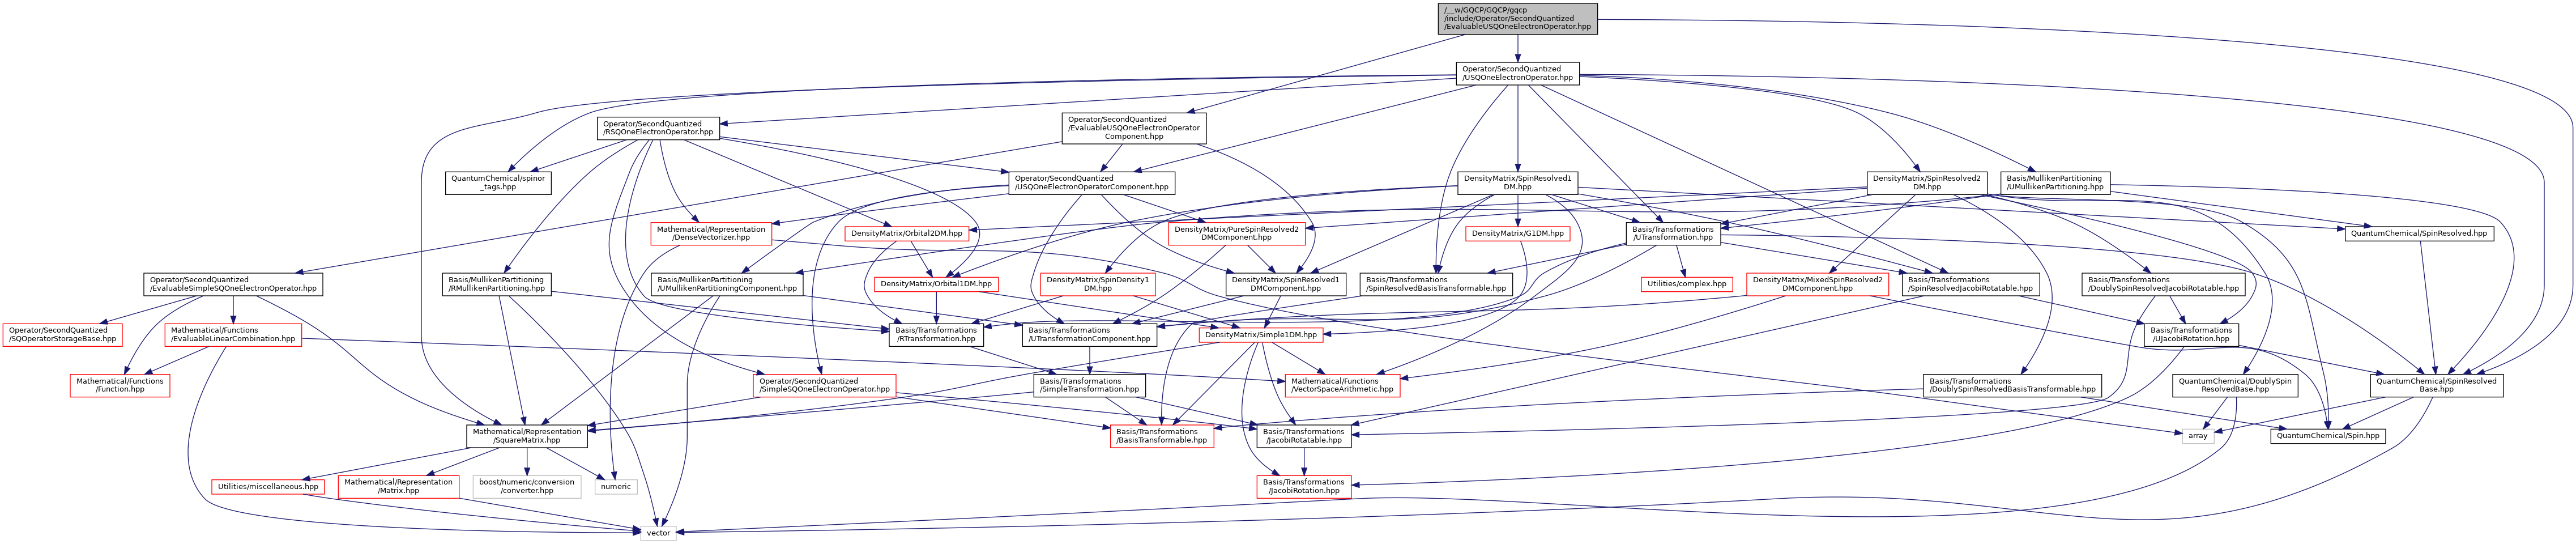 /__w/GQCP/GQCP/gqcp
/include/Operator/SecondQuantized
/EvaluableUSQOneElectronOperator.hpp
Operator/SecondQuantized
/USQOneElectronOperator.hpp
Operator/SecondQuantized
/RSQOneElectronOperator.hpp
Operator/SecondQuantized
/EvaluableUSQOneElectronOperator
Component.hpp
QuantumChemical/spinor
_tags.hpp
Operator/SecondQuantized
/USQOneElectronOperatorComponent.hpp
DensityMatrix/SpinResolved1
DM.hpp
DensityMatrix/SpinResolved2
DM.hpp
Basis/MullikenPartitioning
/UMullikenPartitioning.hpp
Mathematical/Representation
/DenseVectorizer.hpp
DensityMatrix/Orbital2DM.hpp
DensityMatrix/PureSpinResolved2
DMComponent.hpp
DensityMatrix/G1DM.hpp
Basis/Transformations
/UTransformation.hpp
QuantumChemical/SpinResolved.hpp
Operator/SecondQuantized
/EvaluableSimpleSQOneElectronOperator.hpp
Basis/MullikenPartitioning
/RMullikenPartitioning.hpp
Basis/MullikenPartitioning
/UMullikenPartitioningComponent.hpp
DensityMatrix/Orbital1DM.hpp
DensityMatrix/SpinDensity1
DM.hpp
DensityMatrix/SpinResolved1
DMComponent.hpp
Basis/Transformations
/SpinResolvedBasisTransformable.hpp
Utilities/complex.hpp
DensityMatrix/MixedSpinResolved2
DMComponent.hpp
Basis/Transformations
/SpinResolvedJacobiRotatable.hpp
Basis/Transformations
/DoublySpinResolvedJacobiRotatable.hpp
Operator/SecondQuantized
/SQOperatorStorageBase.hpp
Mathematical/Functions
/EvaluableLinearCombination.hpp
Basis/Transformations
/RTransformation.hpp
Basis/Transformations
/UTransformationComponent.hpp
DensityMatrix/Simple1DM.hpp
Basis/Transformations
/UJacobiRotation.hpp
Mathematical/Functions
/Function.hpp
Operator/SecondQuantized
/SimpleSQOneElectronOperator.hpp
Basis/Transformations
/SimpleTransformation.hpp
Mathematical/Functions
/VectorSpaceArithmetic.hpp
Basis/Transformations
/DoublySpinResolvedBasisTransformable.hpp
QuantumChemical/DoublySpin
ResolvedBase.hpp
QuantumChemical/SpinResolved
Base.hpp
Mathematical/Representation
/SquareMatrix.hpp
Basis/Transformations
/BasisTransformable.hpp
Basis/Transformations
/JacobiRotatable.hpp
array
QuantumChemical/Spin.hpp
Utilities/miscellaneous.hpp
Mathematical/Representation
/Matrix.hpp
boost/numeric/conversion
/converter.hpp
numeric
Basis/Transformations
/JacobiRotation.hpp
vector